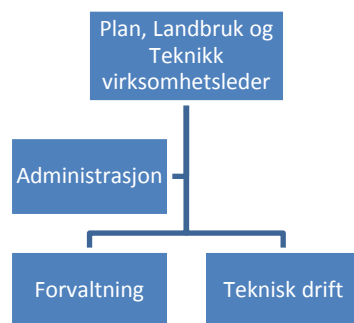 Plan, Landbruk og
Teknikk
virksomhetsleder
Administrasjon
Forvaltning
Teknisk drift